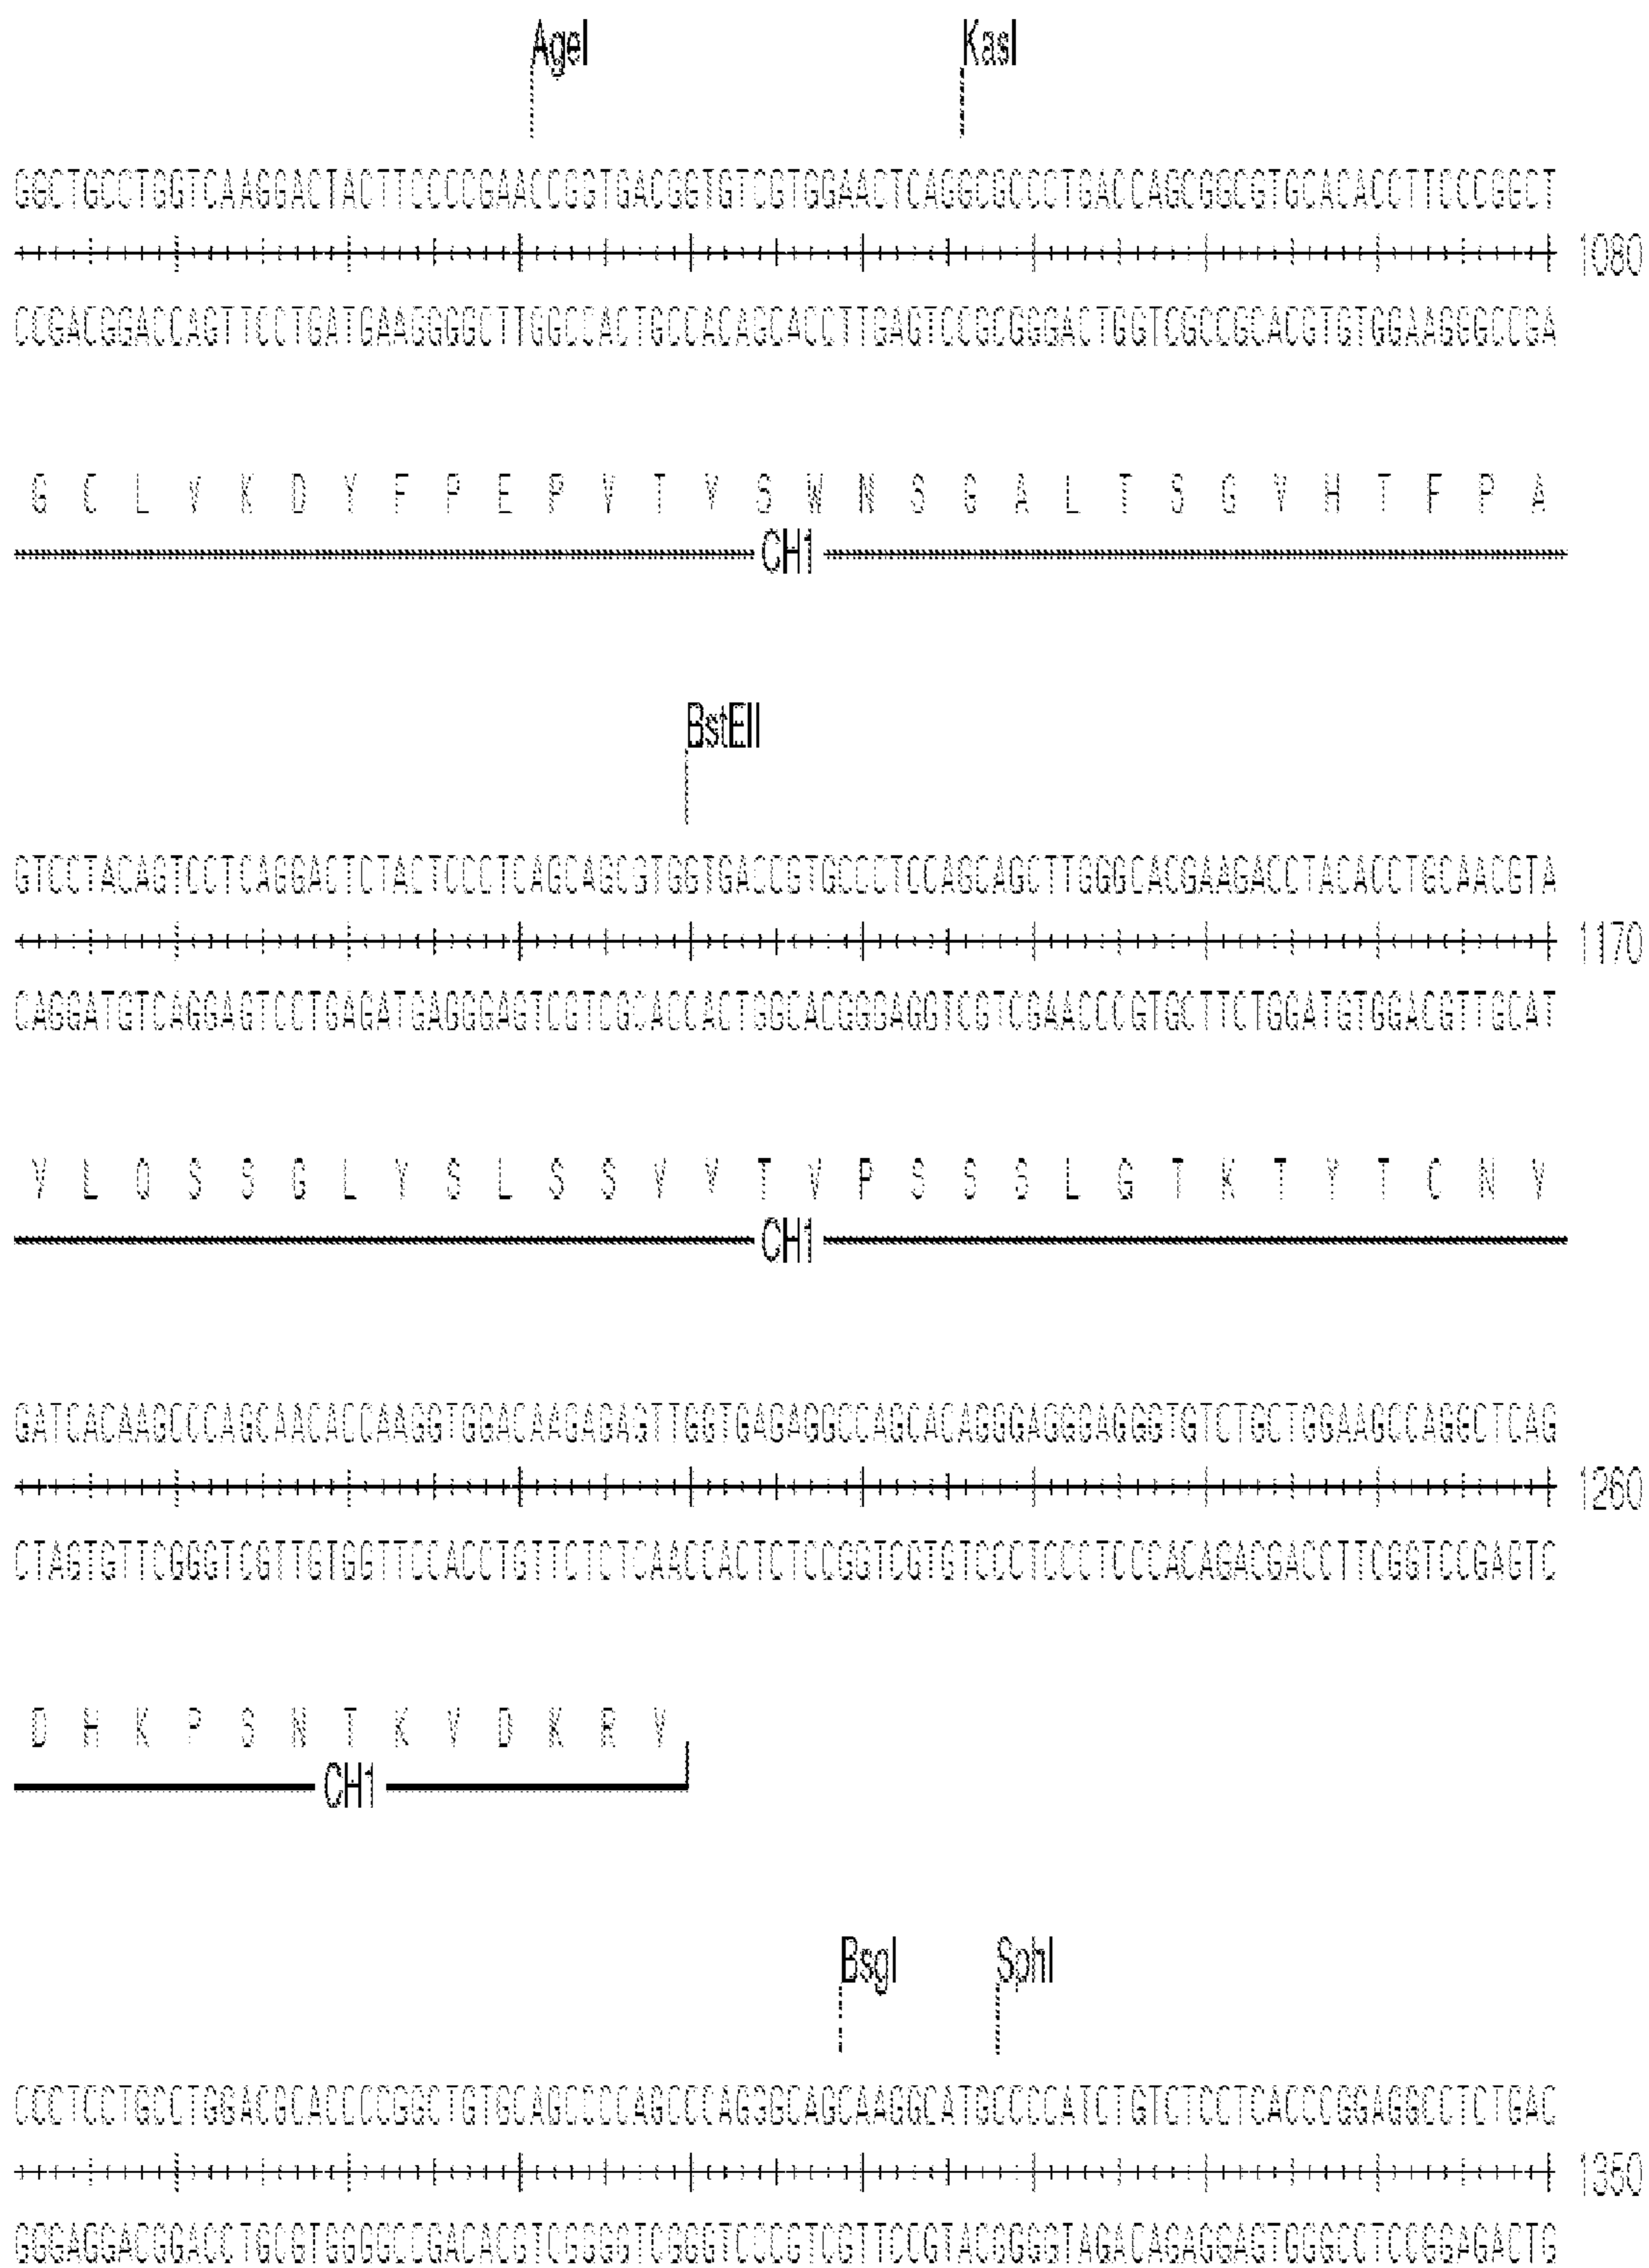 AgeI KasI
GGCTGCCTGGTCAAGGACTACTTCCCCGAACCGGTGACGGTGTCGTGGAACTCAGGCGCCCTGACCAGCGGCGTGCACACCTTCCCGGCT
1080
CCGACGGACCAGTTCCTGATGAAGGGGCTTGGCCACTGCCACAGCACCTTGAGTCCGCGGGACTGGTCGCCGCACGTGTGGAAGGGCCGA
G C L V K D Y F P E P V T V S W N S G A L T S G V H T F P A
CH1
BstEII
GTCCTACAGTCCTCAGGACTCTACTCCCTCAGCAGCGTGGTGACCGTGCCCTCCAGCAGCTTGGGCACGAAGACCTACACCTGCAACGTA
1170
CAGGATGTCAGGAGTCCTGAGATGAGGGAGTCGTCGCACCACTGGCACGGGAGGTCGTCGAACCCGTGCTTCTGGATGTGGACGTTGCAT
V L Q S S G L Y S L S S V V T V P S S S L G T K T Y T C N V
CH1
GATCACAAGCCCAGCAACACCAAGGTGGACAAGAGAGTTGGTGAGAGGCCAGCACAGGGAGGGAGGGTGTCTGCTGGAAGCCAGGCTCAG
1260
CTAGTGTTCGGGTCGTTGTGGTTCCACCTGTTCTCTCAACCACTCTCCGGTCGTGTCCCTCCCTCCCACAGACGACCTTCGGTCCGAGTC
D H K P S N T K V D K R V
CH1
BsgI SphI
CCCTCCTGCCTGGACGCACCCCGGCTGTGCAGCCCCAGCCCAGGGCAGCAAGGCATGCCCCATCTGTCTCCTCACCCGGAGGCCTCTGAC
1350
GGGAGGACGGACCTGCGTGGGGCCGACACGTCGGGGTCGGGTCCCGTCGTTCCGTACGGGGTAGACAGAGGAGTGGGCCTCCGGAGACTG